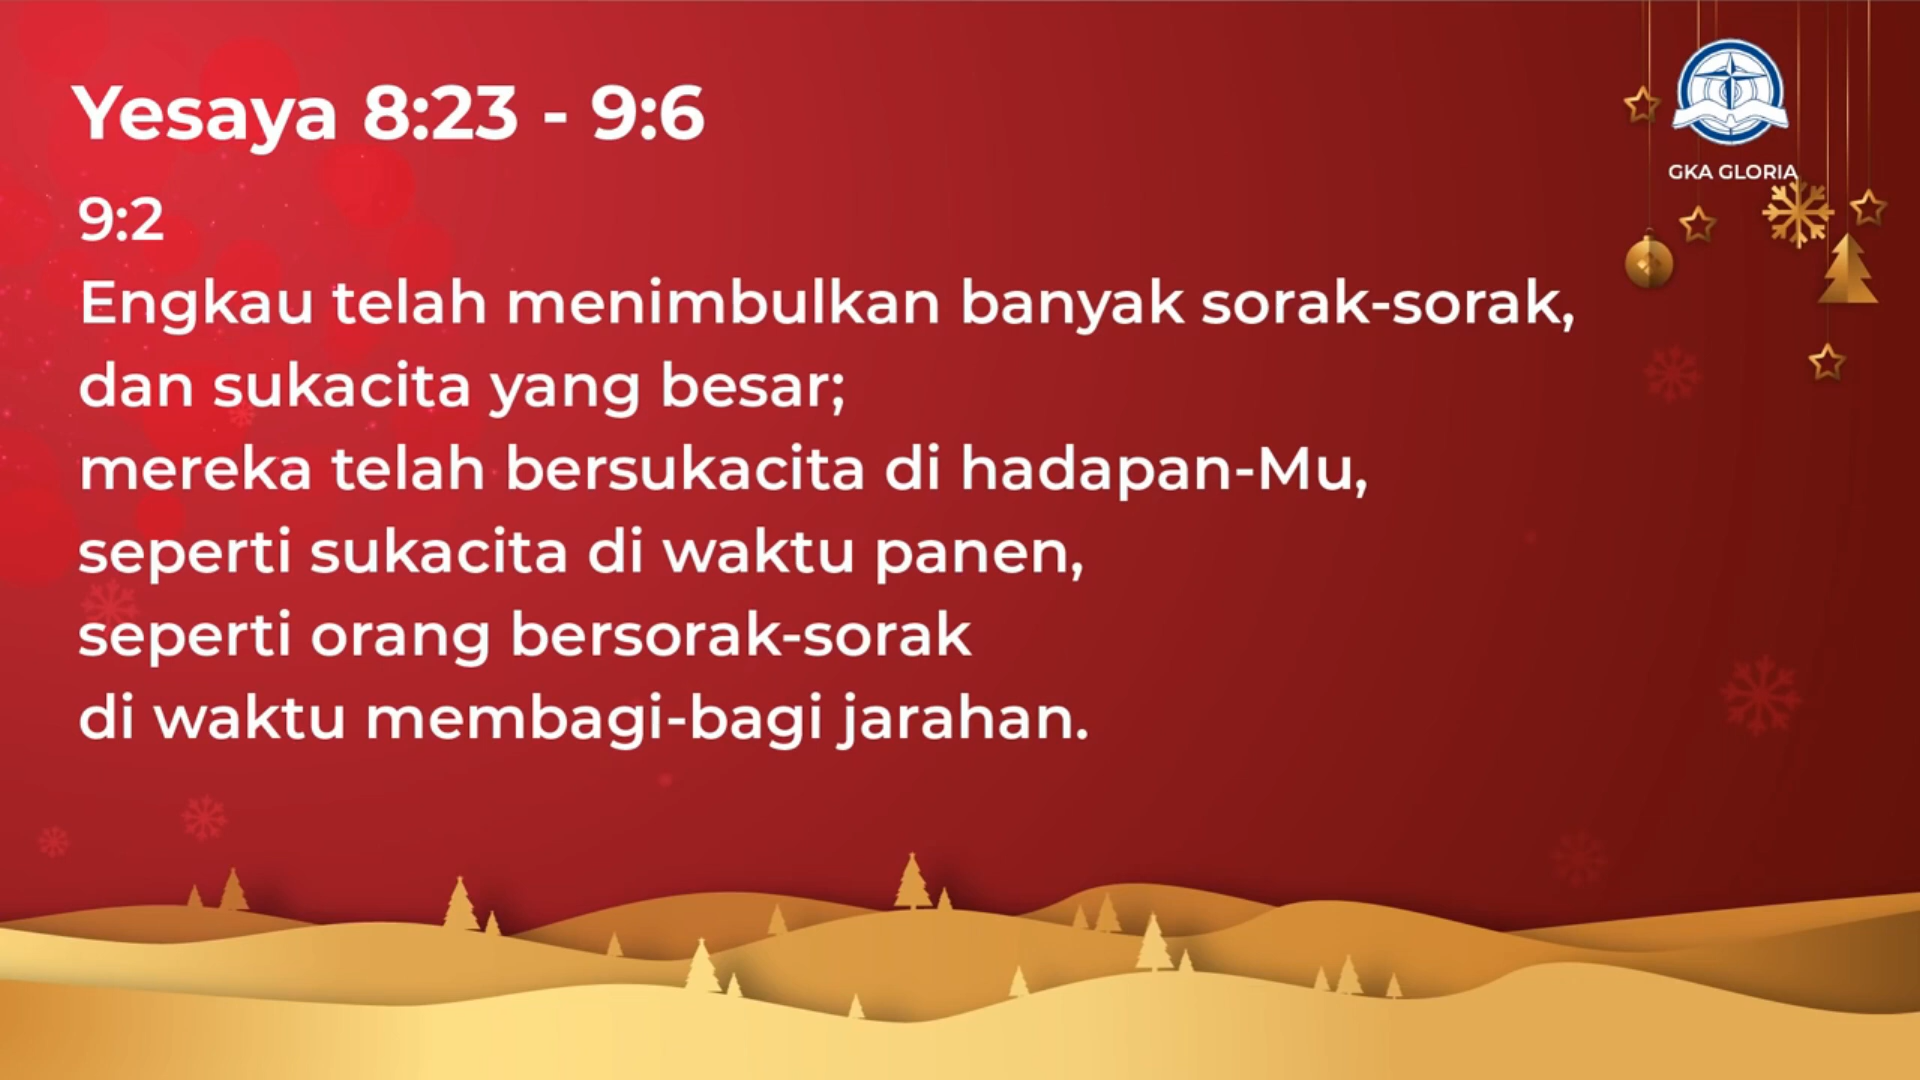 Yesaya 8:23 - 9:6
GKA GLORIA
9:2
Engkau telah menimbulkan banyak sorak-sorak,
dan sukacita yang besar;
mereka telah bersukacita di hadapan-Mu,
seperti sukacita di waktu panen,
seperti orang bersorak-sorak
di waktu membagi-bagi jarahan.